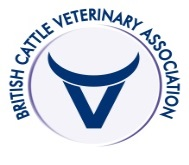 BRITISH CATTLE VETERINARY ASSOCIATION
V